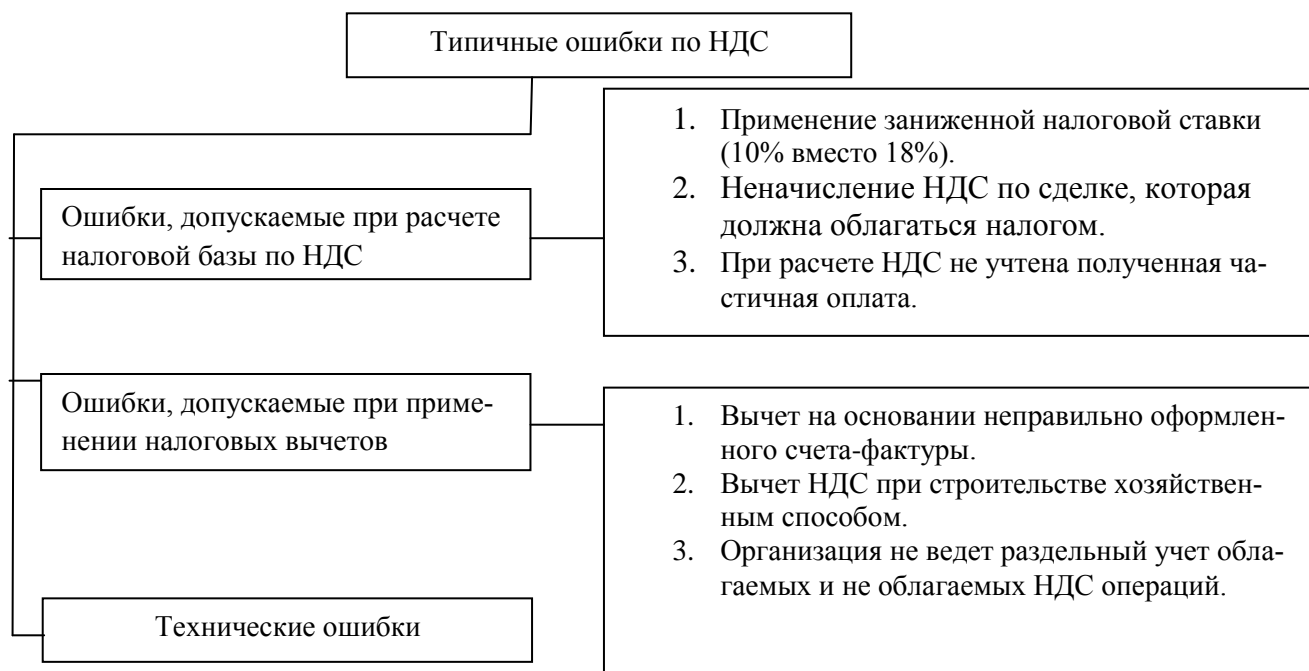 Типичные ошибки по НДС
Ошибки, допускаемые при расчете
налоговой базы по НДС
1. Применение заниженной налоговой ставки
(10% вместо 18%).
2. Неначисление НДС по сделке, которая
должна облагаться налогом.
3. При расчете НДС не учтена полученная ча-
стичная оплата.
Ошибки, допускаемые при приме-
нении налоговых вычетов
1. Вычет на основании неправильно оформлен-
ного счета-фактуры.
2. Вычет НДС при строительстве хозяйствен-
ным способом.
3. Организация не ведет раздельный учет обла-
гаемых и не облагаемых НДС операций.
Технические ошибки